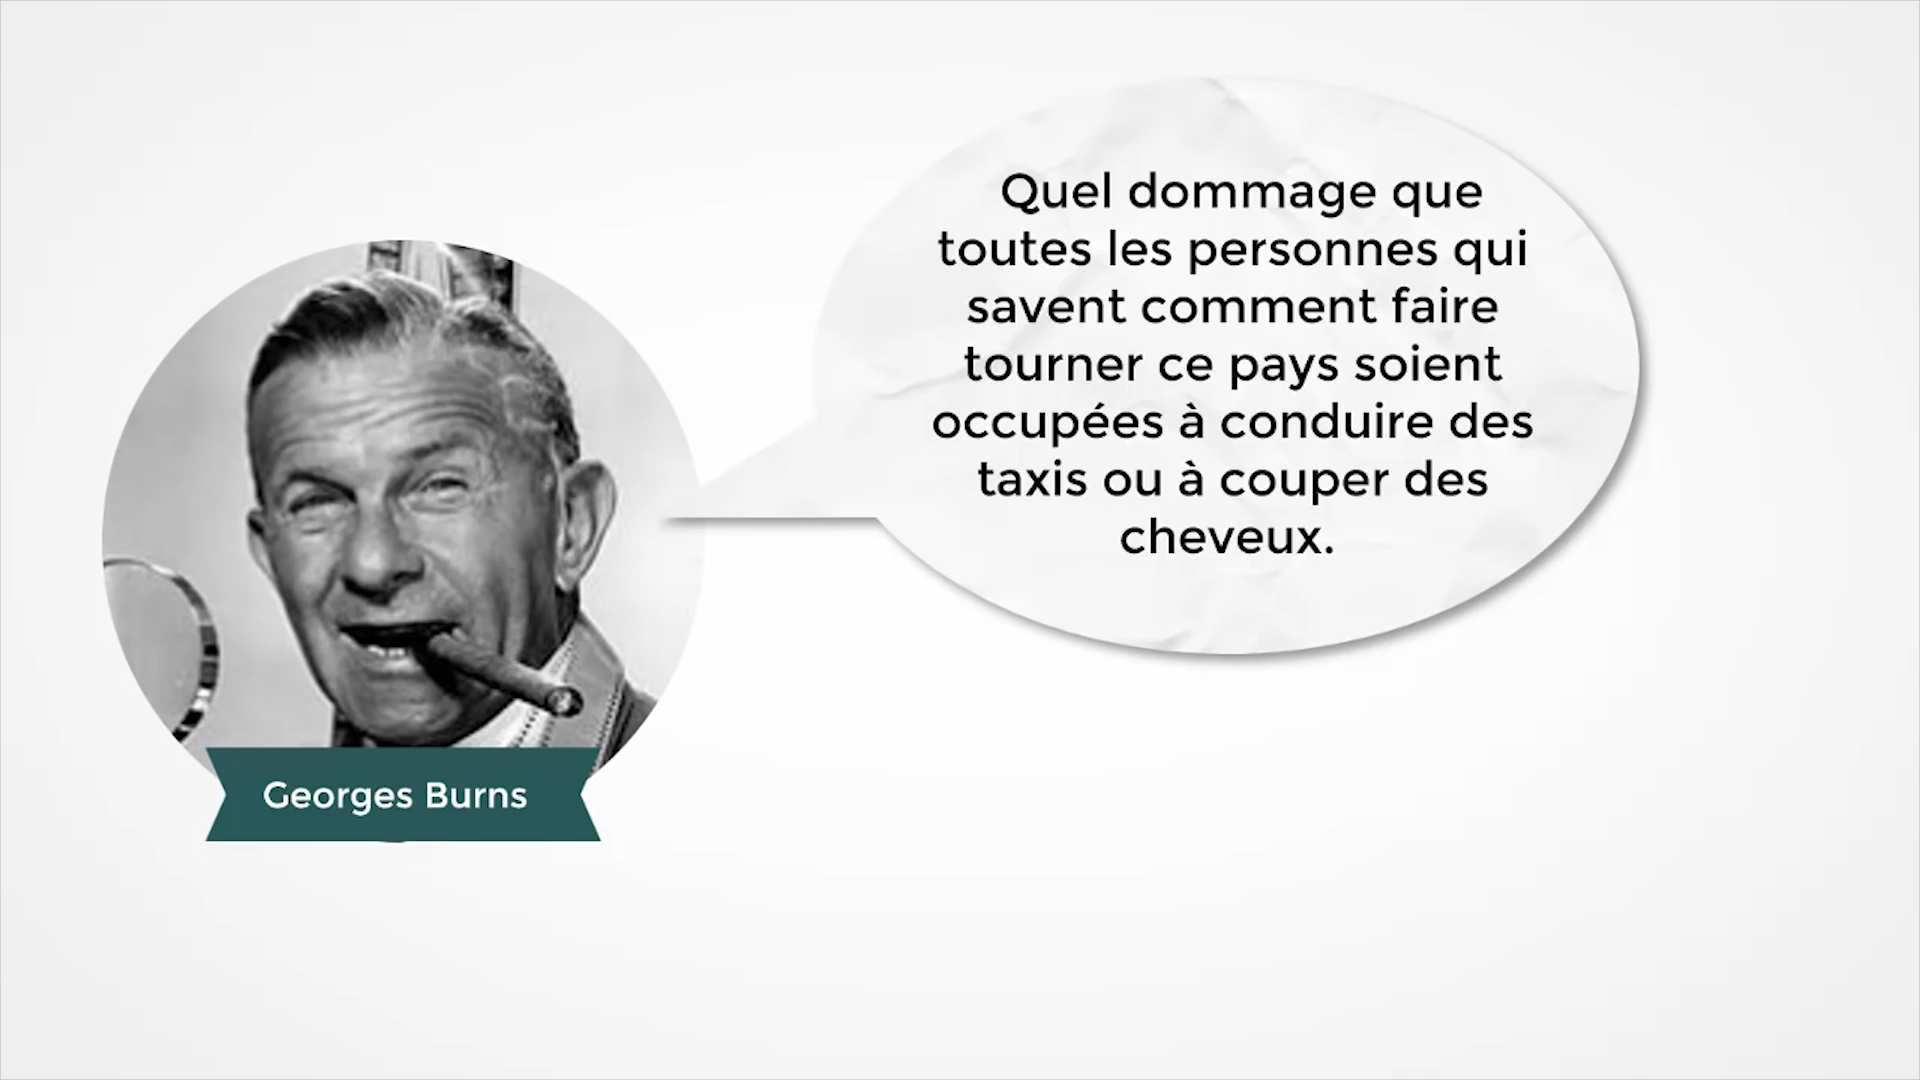 Quel dommage que
toutes les personnes qui
savent comment faire
tourner ce pays soient
occupées à conduire des
taxis ou à couper des
cheveux.
Georges Burns